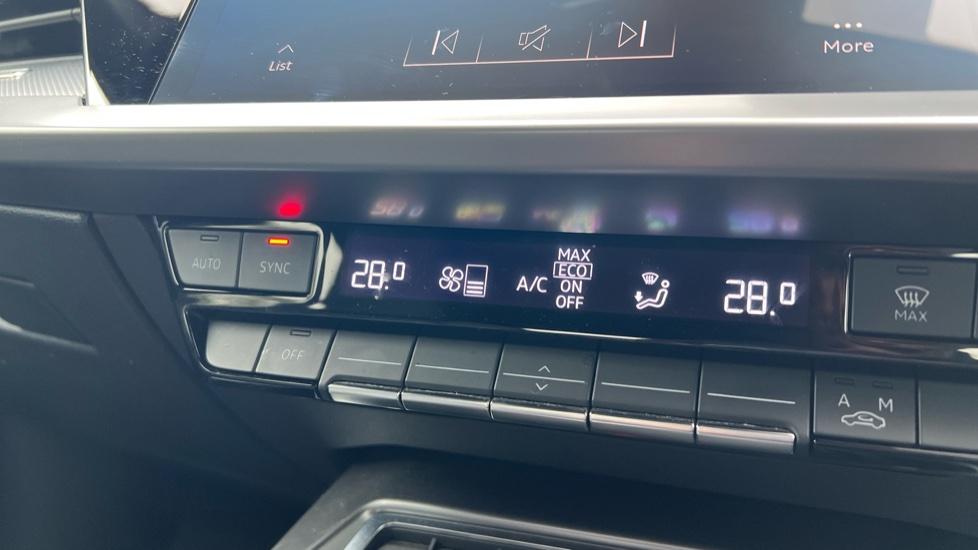 List
More
AUTO SYNC
28.0 A/C MAX ECO ON OFF 28.0
MAX
OFF
A M